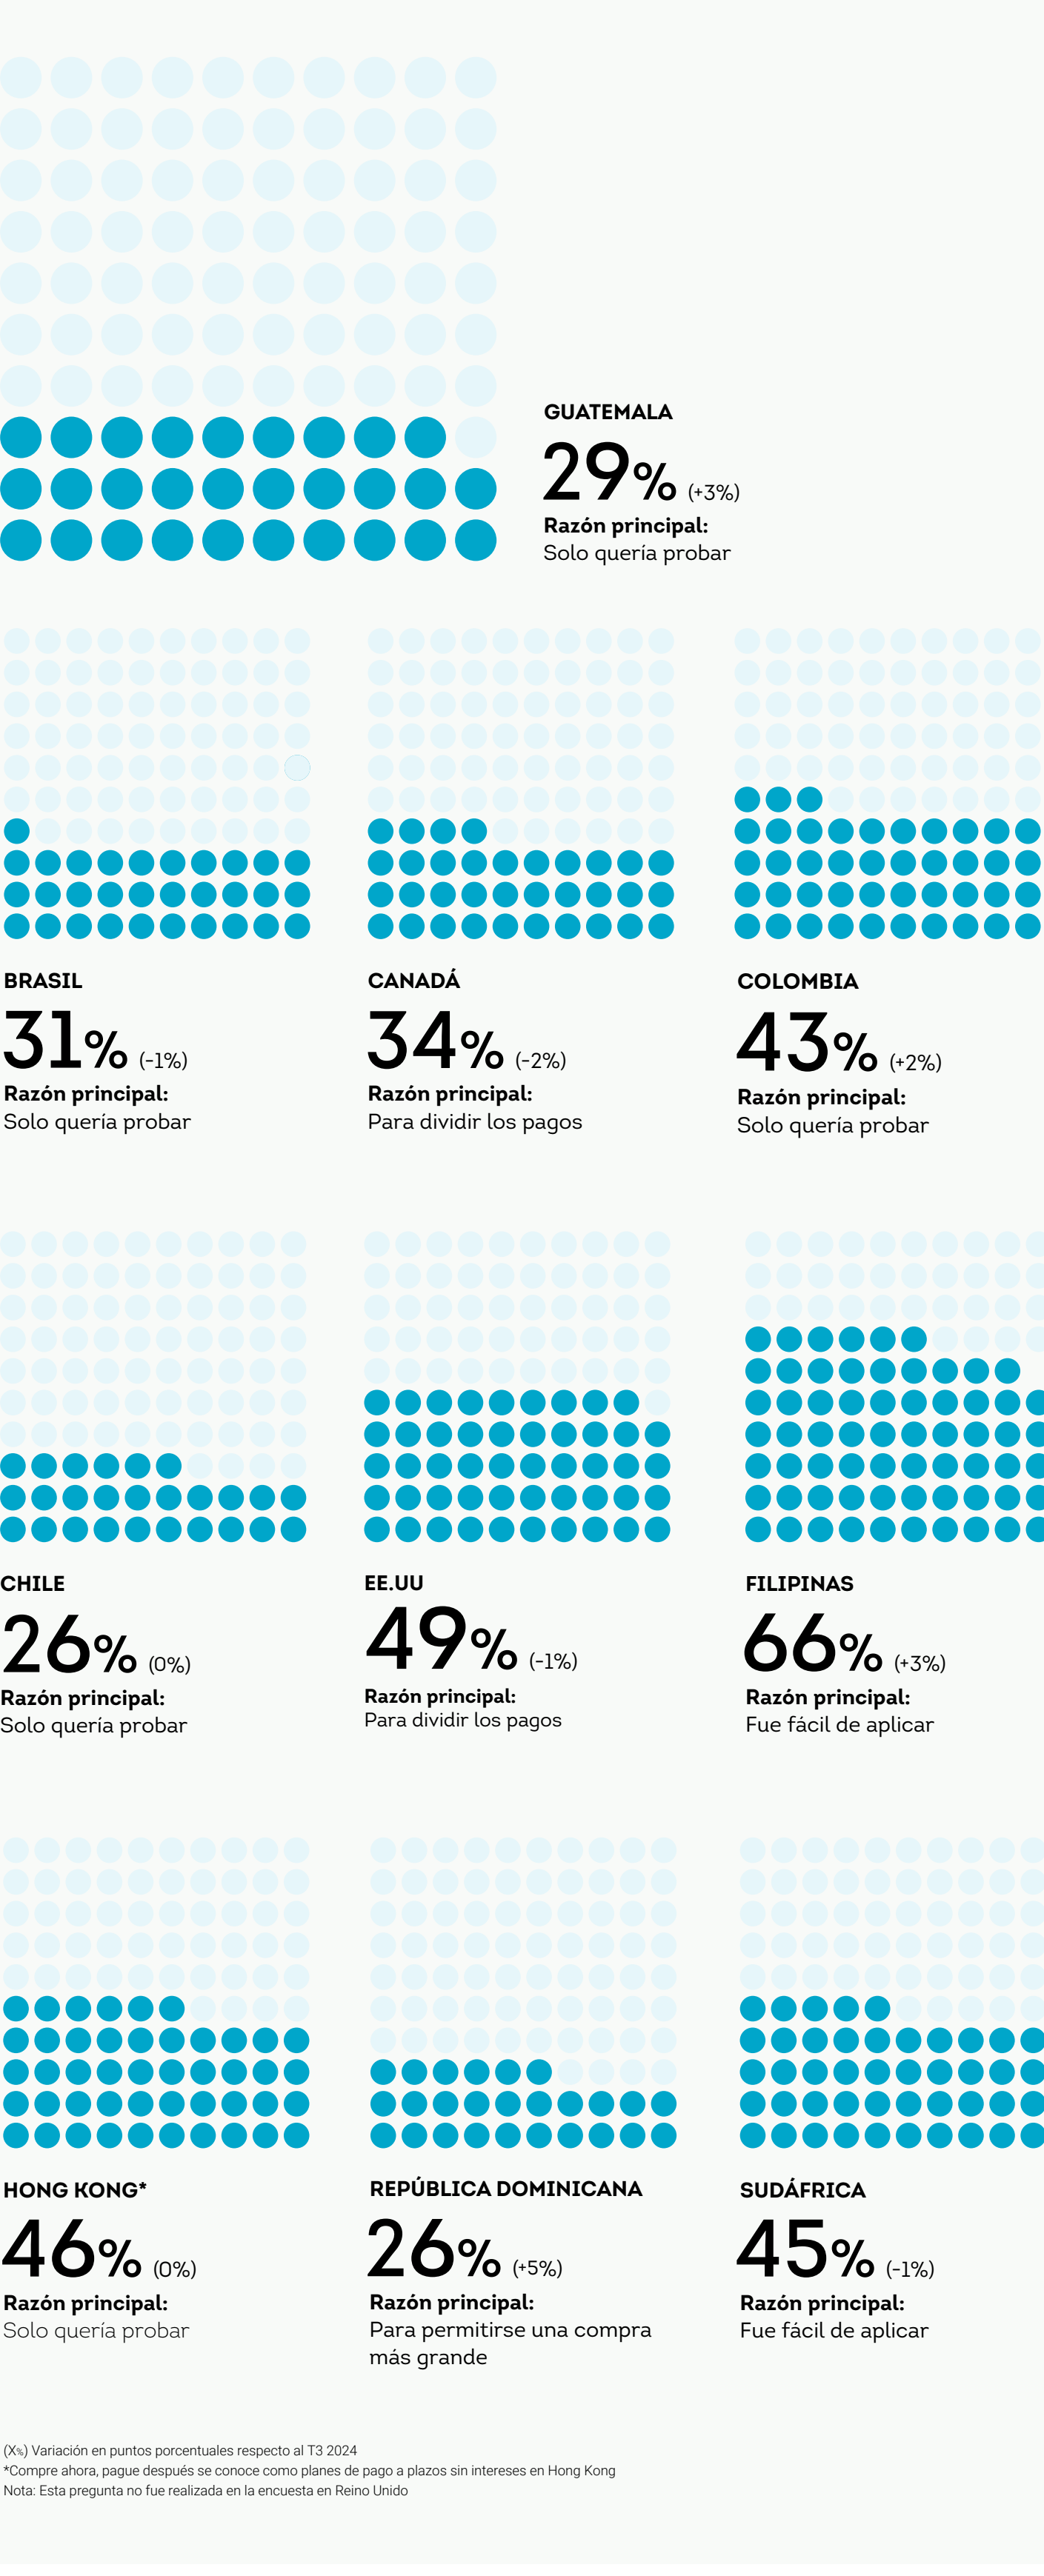 GUATEMALA
29% (+3%)
Razón principal:
Solo quería probar
BRASIL
31% (-1%)
Razón principal:
Solo quería probar
CANADÁ
34% (-2%)
Razón principal:
Para dividir los pagos
COLOMBIA
43% (+2%)
Razón principal:
Solo quería probar
CHILE
26% (0%)
Razón principal:
Solo quería probar
EE.UU
49% (-1%)
Razón principal:
Para dividir los pagos
FILIPINAS
66% (+3%)
Razón principal:
Fue fácil de aplicar
HONG KONG*
46% (0%)
Razón principal:
Solo quería probar
REPÚBLICA DOMINICANA
26% (+5%)
Razón principal:
Para permitirse una compra
más grande
SUDÁFRICA
45% (-1%)
Razón principal:
Fue fácil de aplicar
(X%) Variación en puntos porcentuales respecto al T3 2024
*Compre ahora, pague después se conoce como planes de pago a plazos sin intereses en Hong Kong
Nota: Esta pregunta no fue realizada en la encuesta en Reino Unido